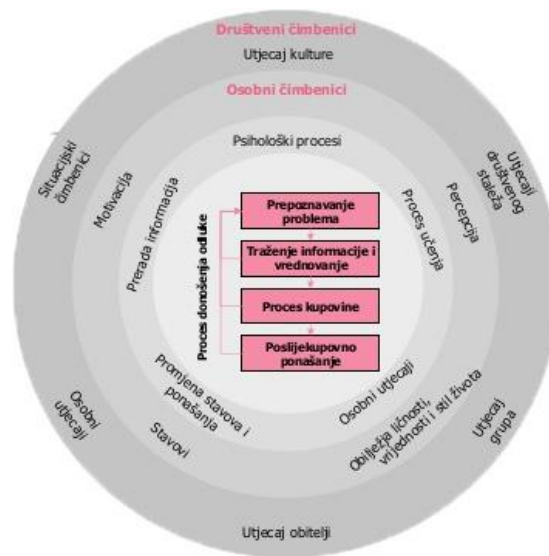 Društveni čimbenici
Utjecaj kulture
Osobni čimbenici
Psihološki procesi
Situacijski
čimbenici
Motivacija
Prerada informacija
Proces donošenja odluke
Prepoznavanje
problema
Traženje informacije i
vrednovanje
Proces kupovine
Poslijekupovno
ponašanje
Proces učenja
Percepcija
Utjecaji
društvenog
staleža
Promjena stavova i
ponašanja
Osobni utjecaji
Stavovi
Obilježja ličnosti,
vrijednosti i stil života
Osobni
utjecaji
Utjecaj
grupa
Utjecaj obitelji